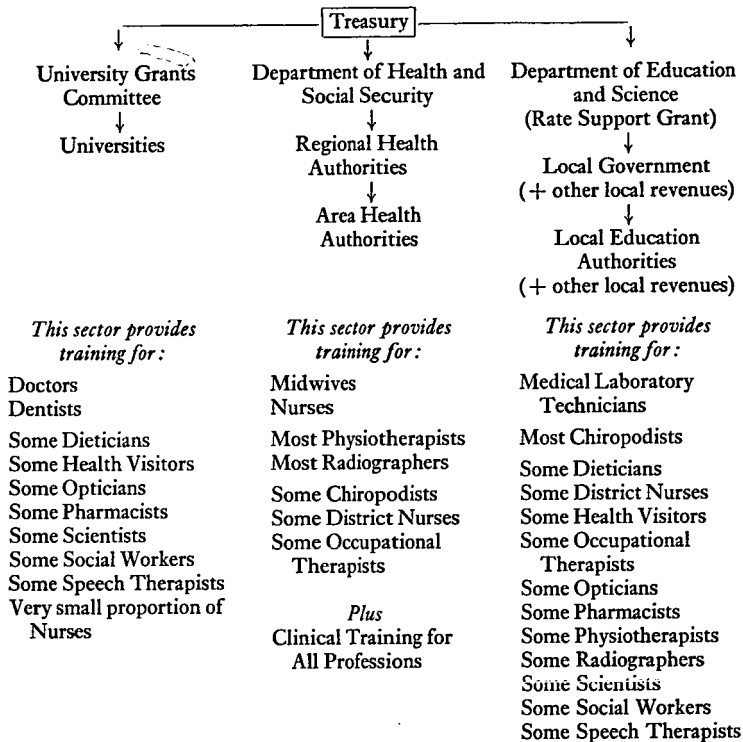 Treasury
University Grants
Committee
Universities
Department of Health and
Social Security
Regional Health
Authorities
Area Health
Authorities
Department of Education
and Science
(Rate Support Grant)
Local Government
(+ other local revenues)
Local Education
Authorities
(+ other local revenues)
This sector provides
training for:
Doctors
Dentists
Some Dieticians
Some Health Visitors
Some Opticians
Some Pharmacists
Some Scientists
Some Social Workers
Some Speech Therapists
Very small proportion of
Nurses
This sector provides
training for:
Midwives
Nurses
Most Physiotherapists
Most Radiographers
Some Chiropodists
Some District Nurses
Some Occupational
Therapists
Plus
Clinical Training for
All Professions
This sector provides
training for:
Medical Laboratory
Technicians
Most Chiropodists
Some Dieticians
Some District Nurses
Some Health Visitors
Some Occupational
Therapists
Some Opticians
Some Pharmacists
Some Physiotherapists
Some Radiographers
Some Scientists
Some Social Workers
Some Speech Therapists